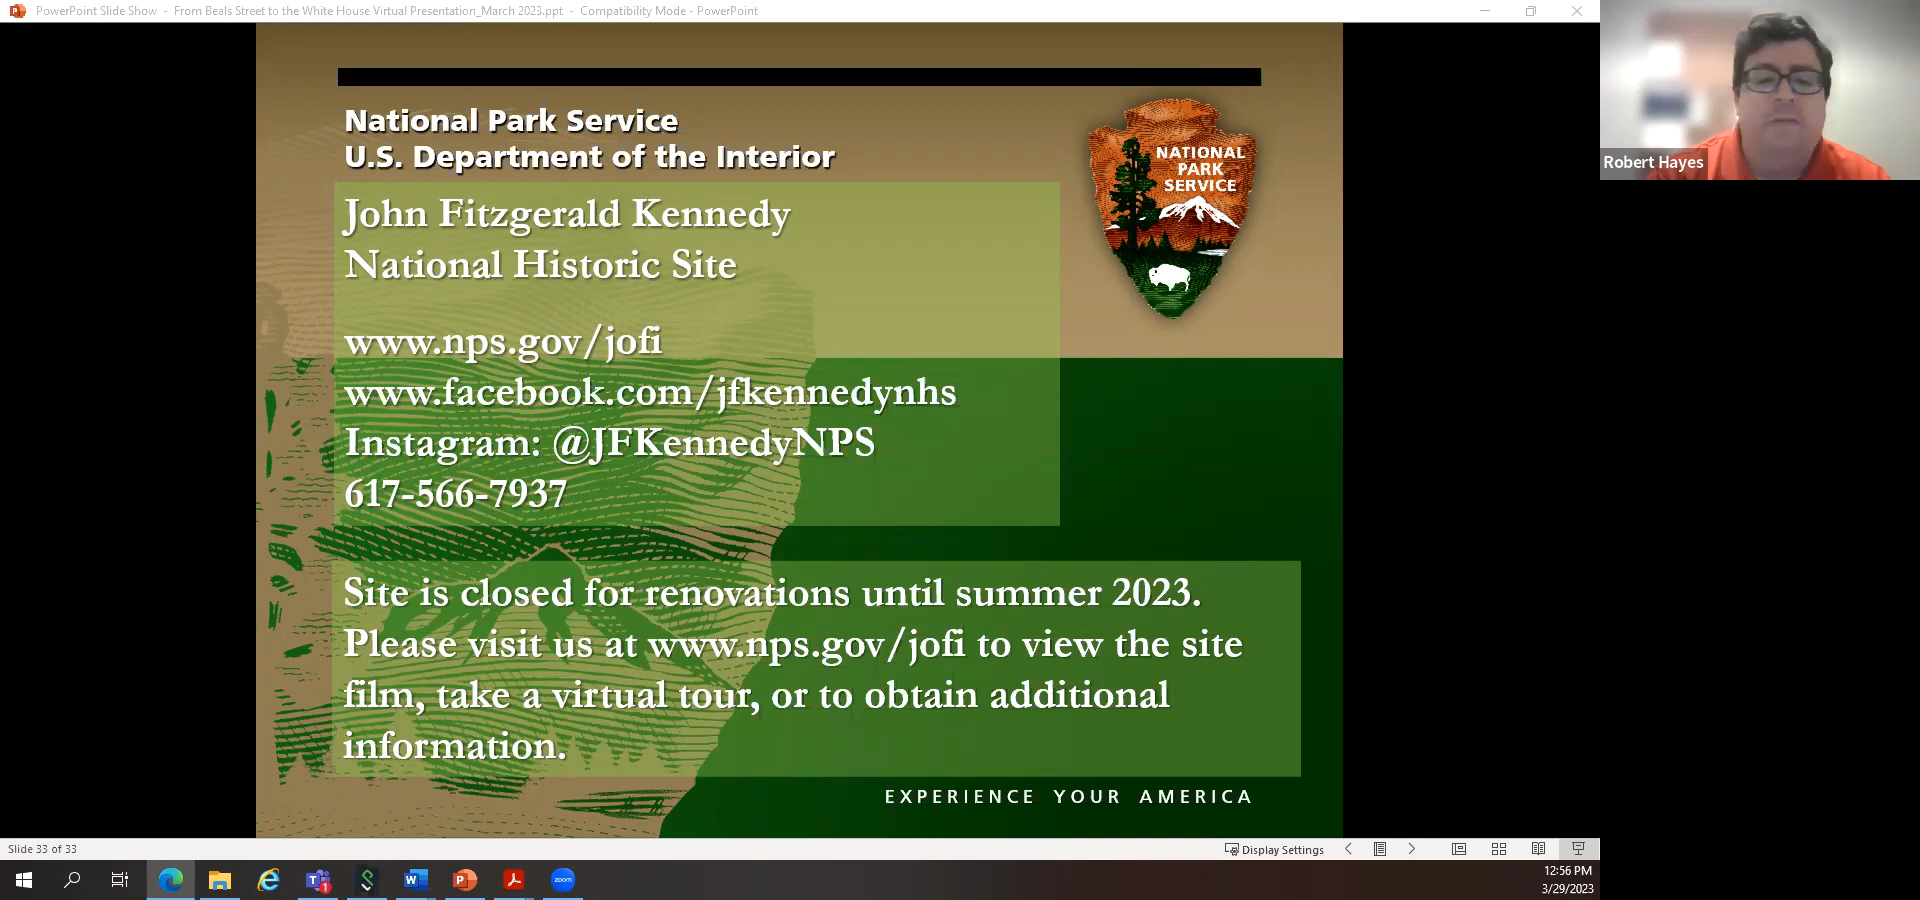 PowerPoint Slide Show - From Beals Street to the White House Virtual Presentation_March 2023.ppt - Compatibility Mode - PowerPoint
National Park Service
U.S. Department of the Interior
NATIONAL
PARK
SERVICE
John Fitzgerald Kennedy
National Historic Site
www.nps.gov/jofi
www.facebook.com/jfkennedynhs
Instagram: @JFKennedyNPS
617-566-7937
Site is closed for renovations until summer 2023.
Please visit us at www.nps.gov/jofi to view the site
film, take a virtual tour, or to obtain additional
information.
EXPERIENCE YOUR AMERICA
Robert Hayes
Slide 33 of 33
Display Settings
zoom
12:56 PM
3/29/2023